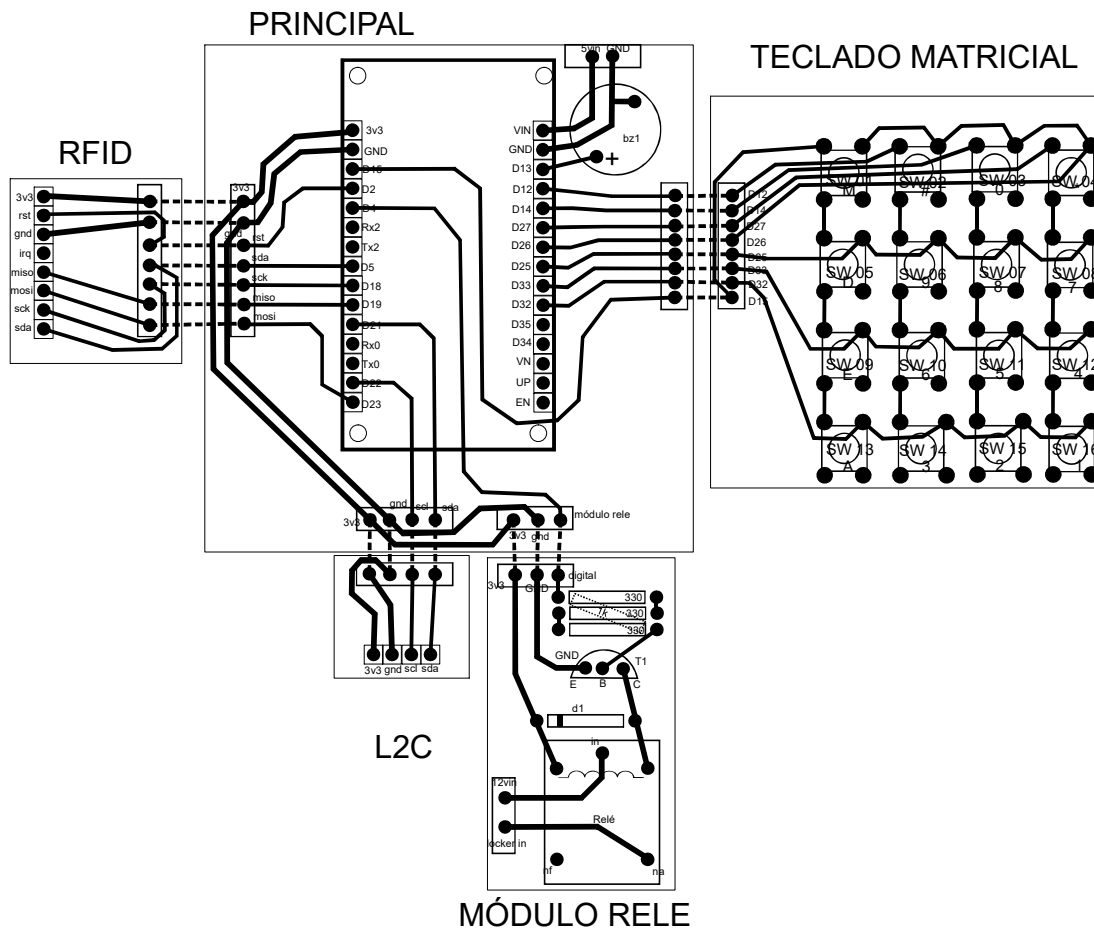 PRINCIPAL
TECLADO MATRICIAL
RFID
L2C
MÓDULO RELE
5vin GND
bz1
+
3v3
GND
D15
D2
D4
Rx2
Tx2
D5
D18
D19
D21
Rx0
Tx0
D22
D23
VIN
GND
D13
D12
D14
D27
D26
D25
D33
D32
D35
D34
VN
UP
EN
3v3
rst
gnd
irq
miso
mosi
sck
sda
3v3
gnd
rst
sda
sck
miso
mosi
D12
D14
D27
D26
D25
D33
D32
D15
SW 01
M
SW 02
#
SW 03
0
SW 04
SW 05
D
SW 06
9
SW 07
8
SW 08
7
SW 09
E
SW 10
6
SW 11
5
SW 12
4
SW 13
A
SW 14
3
SW 15
2
SW 16
1
3v3 gnd scl sda
3v3 gnd módulo rele
3v3 gnd scl sda
3v3 GND digital
330
1k
330
330
GND
T1
E B C
d1
in
12vin
Relé
locker in
nf
na